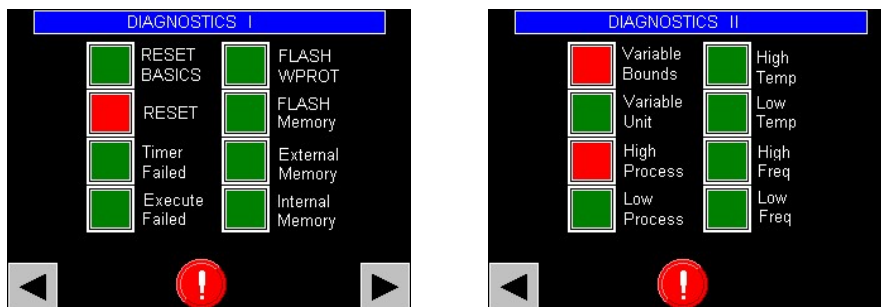 DIAGNOSTICS I
RESET
BASICS
FLASH
WPROT
RESET
FLASH
Memory
Timer
Failed
External
Memory
Execute
Failed
Internal
Memory
!
DIAGNOSTICS II
Variable
Bounds
High
Temp
Variable
Unit
Low
Temp
High
Process
High
Freq
Low
Process
Low
Freq
!